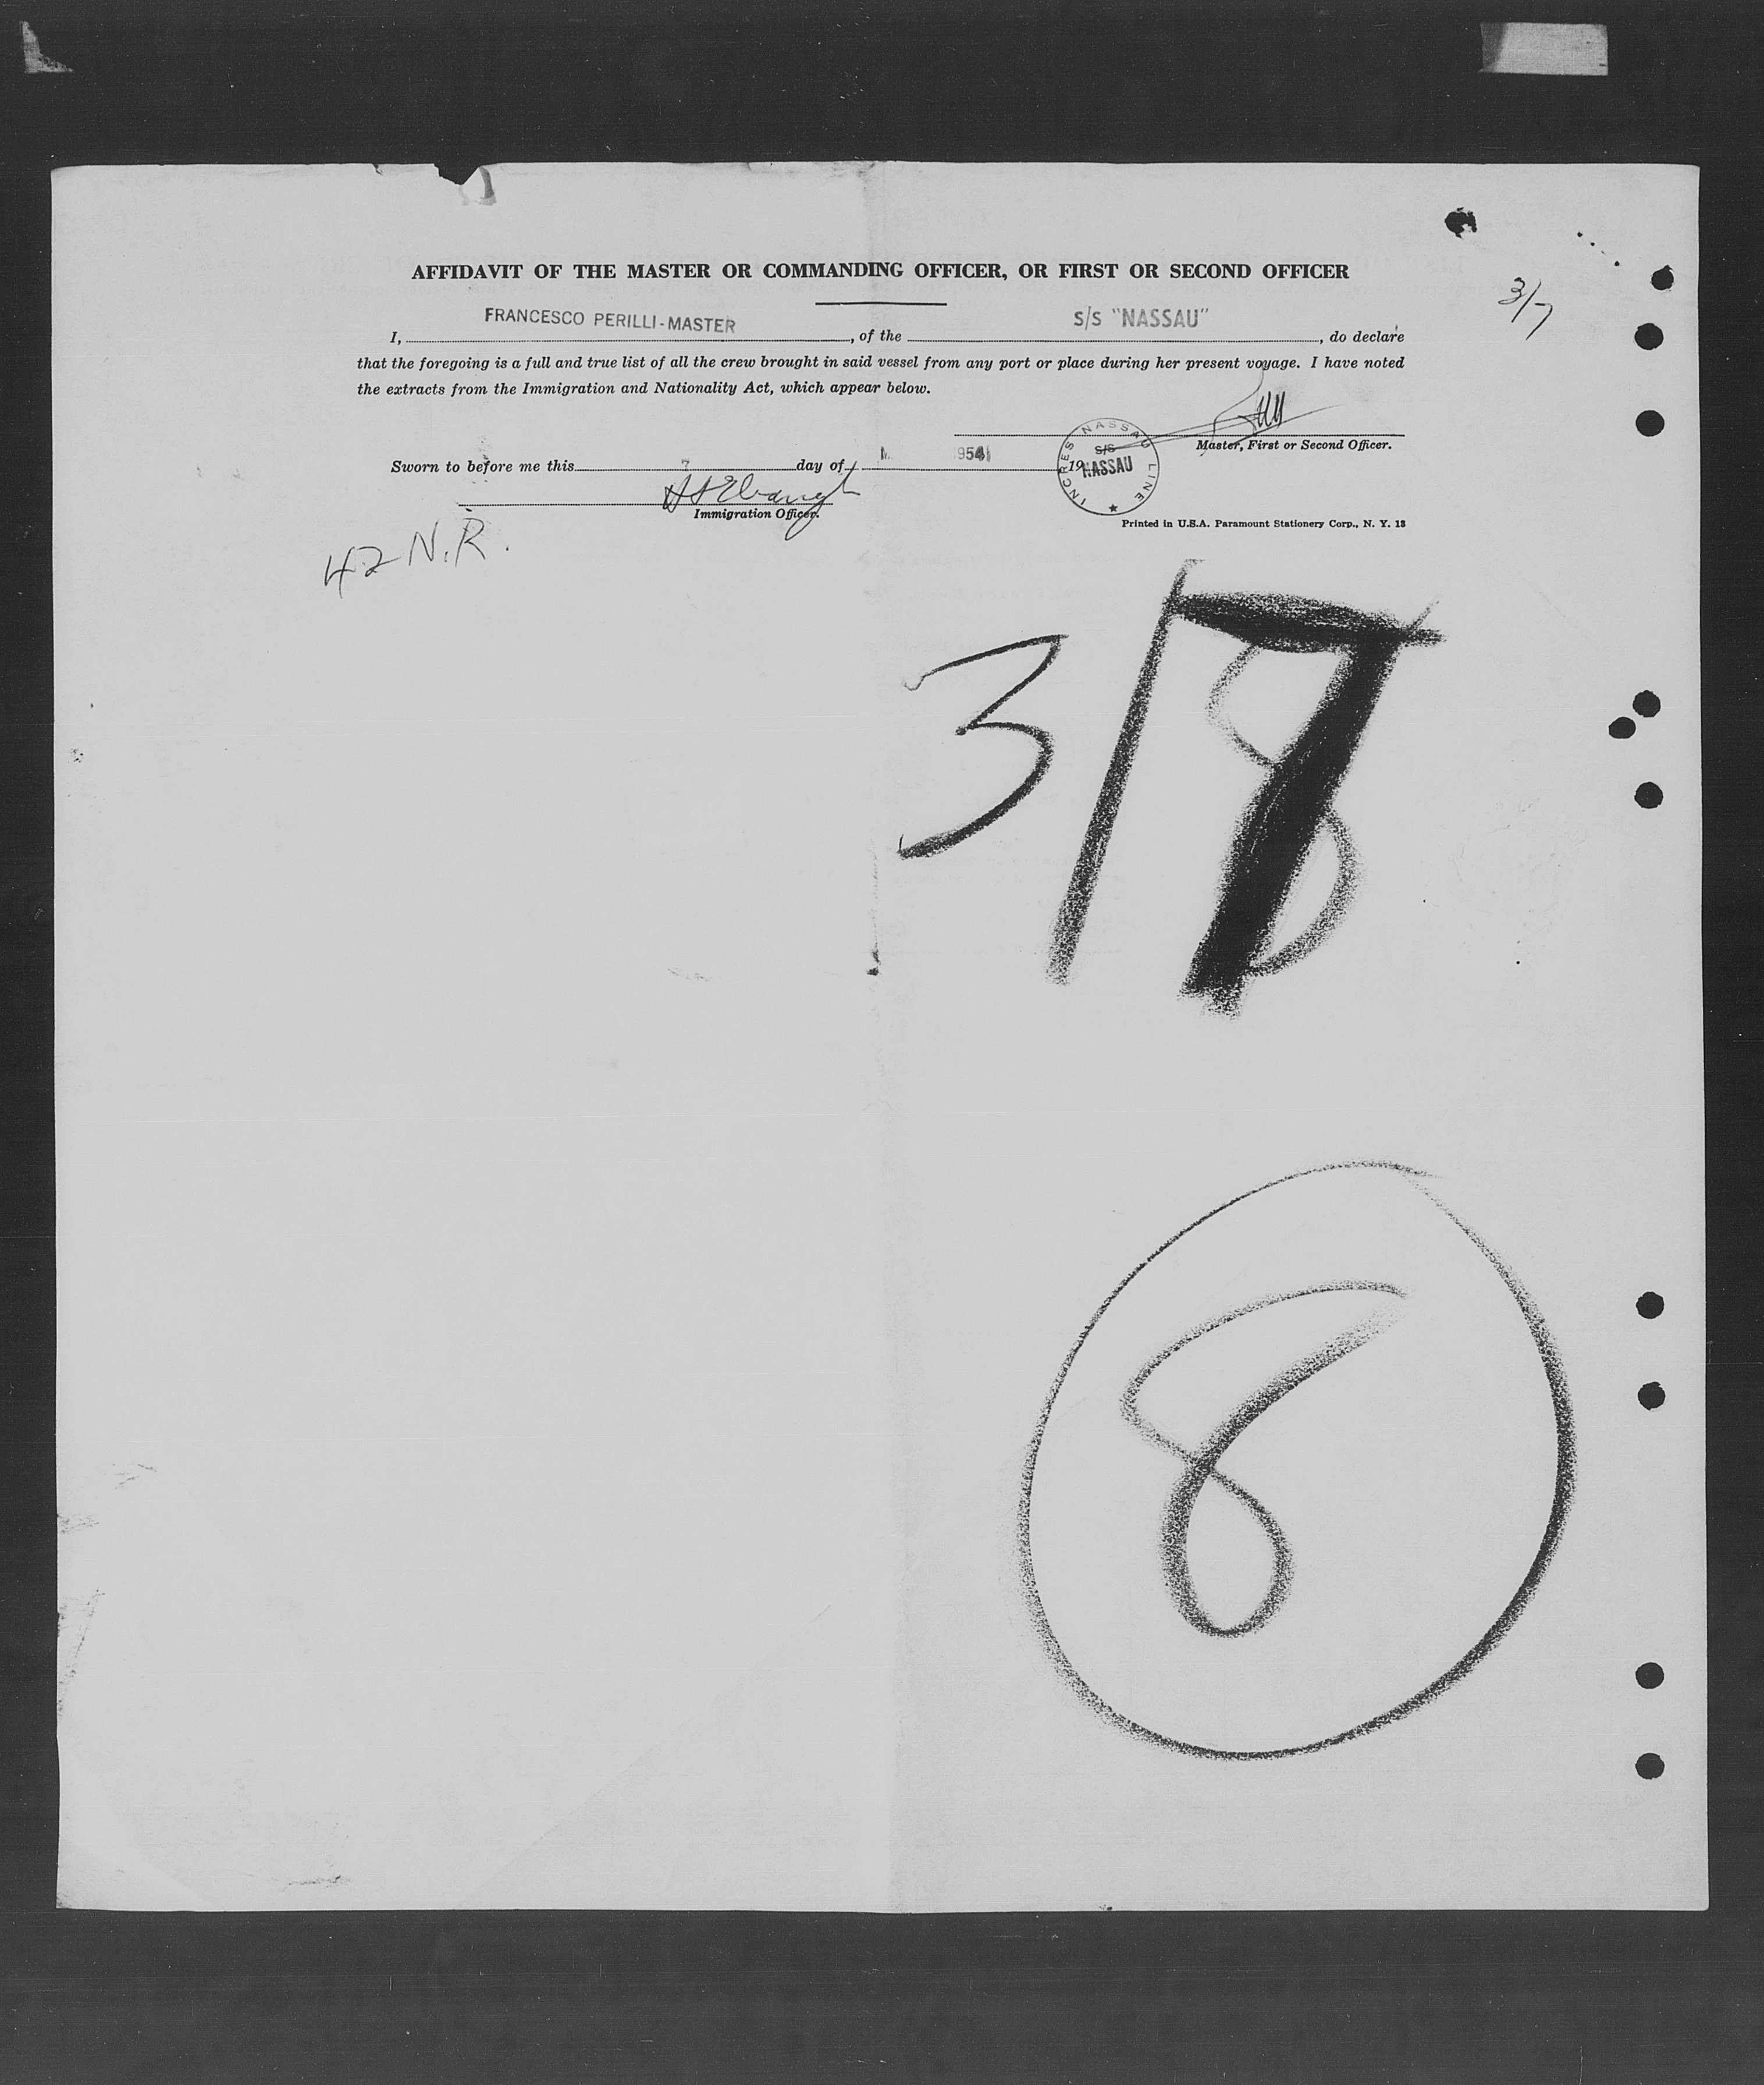 AFFIDAVIT OF THE MASTER OR COMMANDING OFFICER, OR FIRST OR SECOND OFFICER
3/7
I, FRANCESCO PERILLI-MASTER, of the S/S "NASSAU", do declare
that the foregoing is a full and true list of all the crew brought in said vessel from any port or place during her present voyage. I have noted
the extracts from the Immigration and Nationality Act, which appear below.
Master, First or Second Officer.
Sworn to before me this 7 day of 954 19
INCRES NASSAU LINE
S/S
NASSAU
Immigration Officer.
Printed in U.S.A. Paramount Stationery Corp., N. Y. 13
42 N.R.
3/7
8